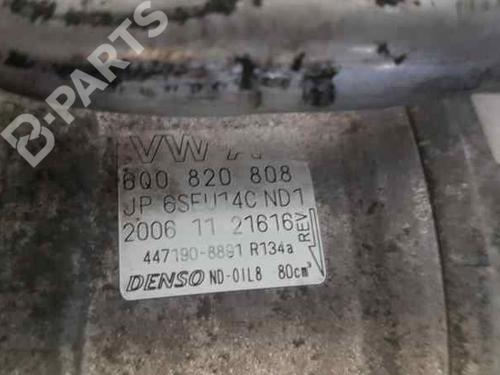 B-PARTS
VW A
6Q0 820 808
JP 6SEU14C ND1
2006 11 21616
REV
447190-8891 R134a
DENSO ND-OIL8 80cm³